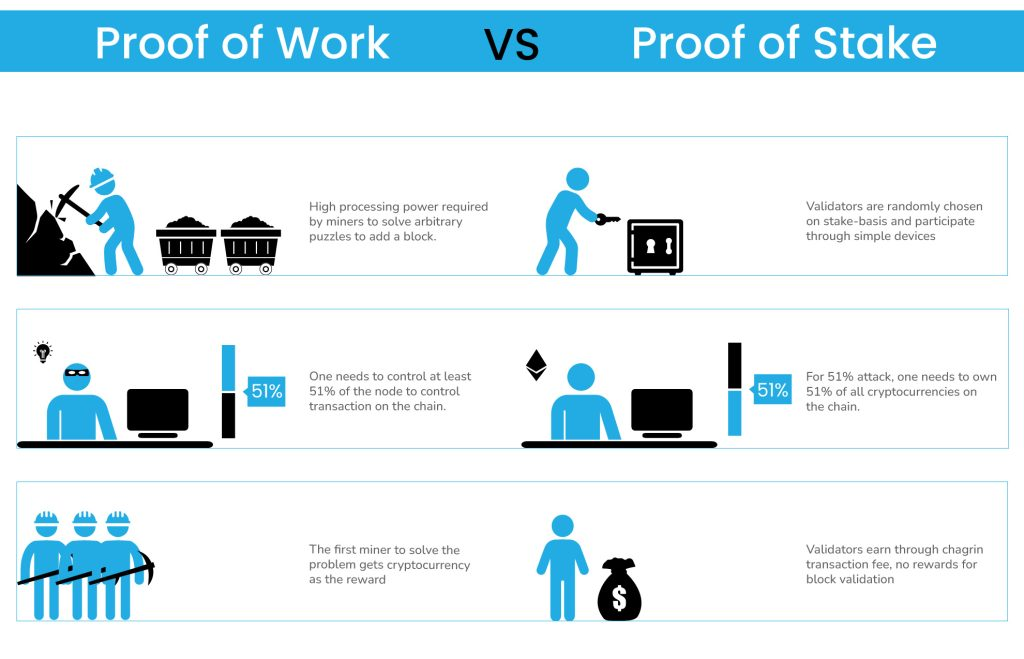 Proof of Work
VS
Proof of Stake
High processing power required
by miners to solve arbitrary
puzzles to add a block.
Validators are randomly chosen
on stake-basis and participate
through simple devices
51%
One needs to control at least
51% of the node to control
transaction on the chain.
51%
For 51% attack, one needs to own
51% of all cryptocurrencies on
the chain.
The first miner to solve the
problem gets cryptocurrency
as the reward
$
Validators earn through chagrin
transaction fee, no rewards for
block validation